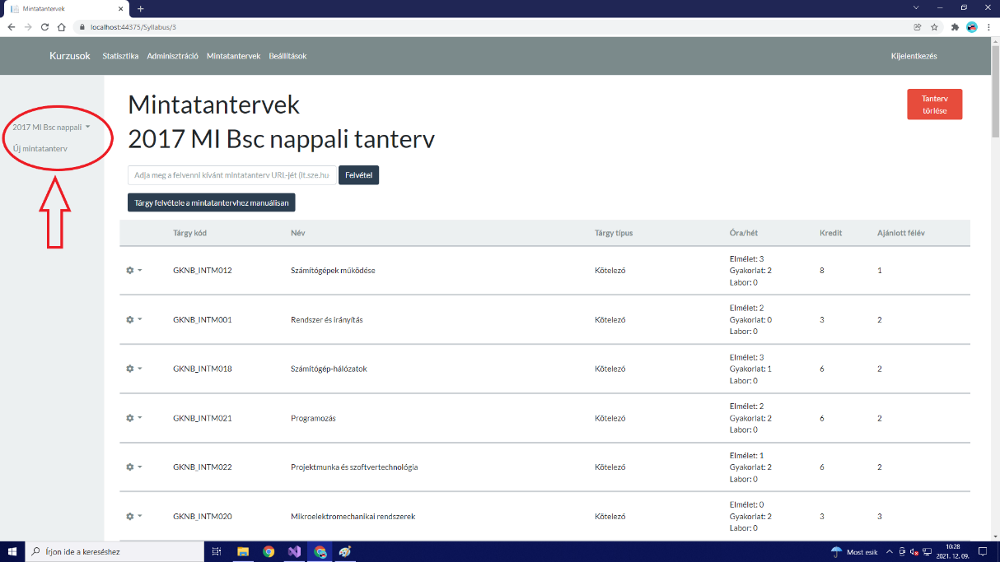 Mintatantervek
localhost:44375/Syllabus/3
Kurzusok Statisztika Adminisztráció Mintatantervek Beállítások Kijelentkezés
2017 MI Bsc nappali
Új mintatanterv
Mintatantervek
Tanterv törlése
2017 MI Bsc nappali tanterv
Adja meg a felvenni kívánt mintatanterv URL-jét (it.sze.hu
Felvétel
Tárgy felvétele a mintatantervhez manuálisan
Tárgy kód Név Tárgy típus Óra/hét Kredit Ajánlott félév
GKNB_INTM012 Számítógépek működése Kötelező Elmélet: 3 Gyakorlat: 2 Labor: 0 8 1
GKNB_INTM001 Rendszer és irányítás Kötelező Elmélet: 2 Gyakorlat: 0 Labor: 0 3 2
GKNB_INTM018 Számítógép-hálózatok Kötelező Elmélet: 3 Gyakorlat: 1 Labor: 0 6 2
GKNB_INTM021 Programozás Kötelező Elmélet: 2 Gyakorlat: 2 Labor: 0 6 2
GKNB_INTM022 Projektmunka és szoftvertechnológia Kötelező Elmélet: 1 Gyakorlat: 2 Labor: 0 6 2
GKNB_INTM020 Mikroelektromechanikai rendszerek Kötelező Elmélet: 0 Gyakorlat: 2 Labor: 0 3 3
Írjon ide a kereséshez
Most esik
10:28
2021. 12. 09.